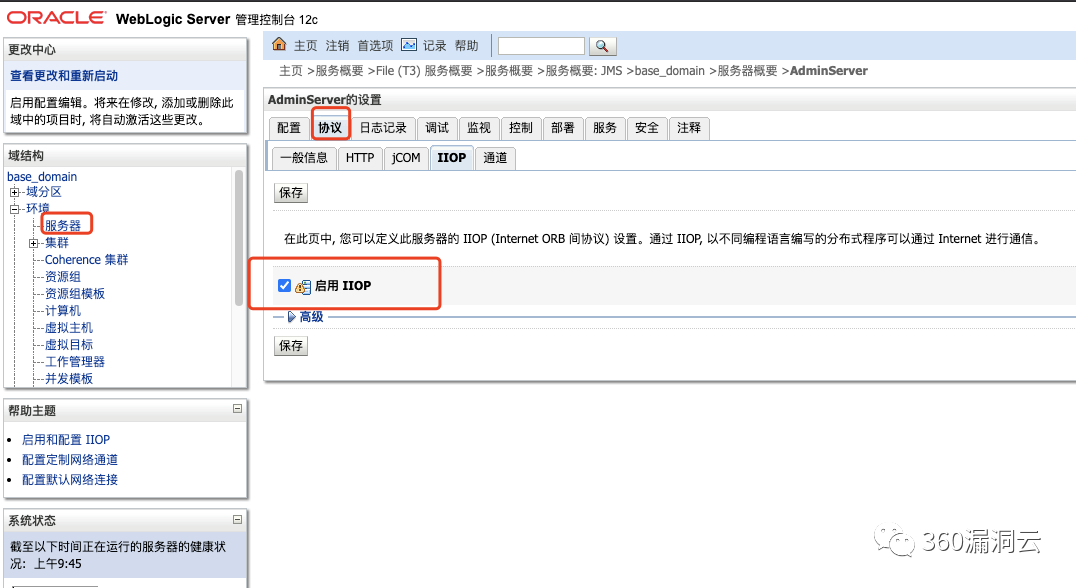 ORACLE WebLogic Server 管理控制台 12c
更改中心
查看更改和重新启动
启用配置编辑。将来在修改, 添加或删除此
域中的项目时, 将自动激活这些更改。
域结构
base_domain
域分区
环境
服务器
集群
Coherence 集群
资源组
资源组模板
计算机
虚拟主机
虚拟目标
工作管理器
并发模板
帮助主题
启用和配置 IIOP
配置定制网络通道
配置默认网络连接
系统状态
截至以下时间正在运行的服务器的健康状
况: 上午9:45
主页 注销 首选项 记录 帮助
主页 >服务概要 >File (T3) 服务概要 >服务概要 >服务概要: JMS >base_domain >服务器概要 >AdminServer
AdminServer的设置
配置 协议 日志记录 调试 监视 控制 部署 服务 安全 注释
一般信息 HTTP jCOM IIOP 通道
保存
在此页中, 您可以定义此服务器的 IIOP (Internet ORB 间协议) 设置。通过 IIOP, 以不同编程语言编写的分布式程序可以通过 Internet 进行通信。
启用 IIOP
高级
保存
360漏洞云